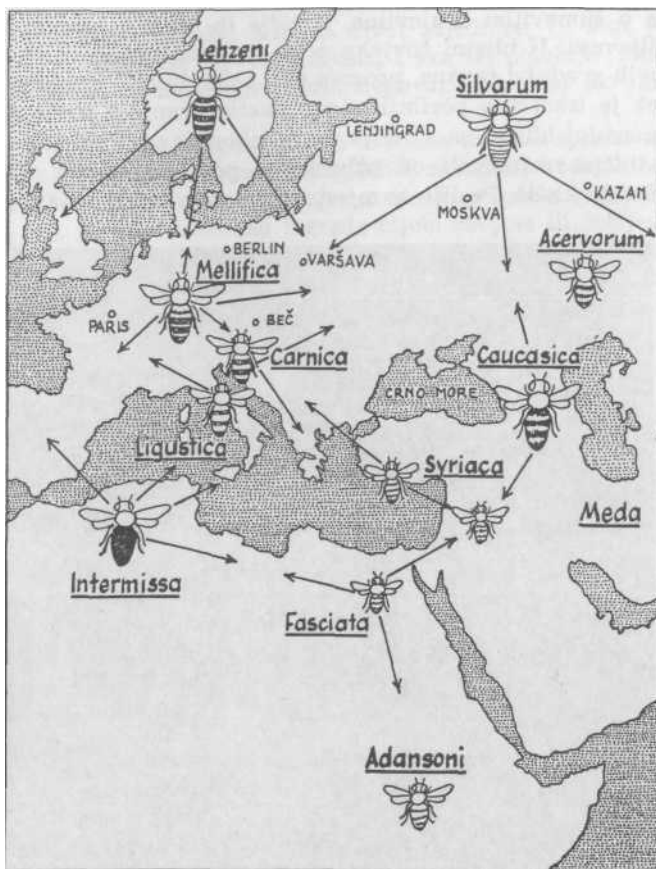 Lehzeni
Silvarum
LENJINGRAD
KAZAN
MOSKVA
Acervorum
BERLIN
VARŠAVA
Mellifica
PARIS
BEČ
Carnica
Caucasica
CRNO MORE
Ligustica
Syriaca
Meda
Intermissa
Fasciata
Adansoni